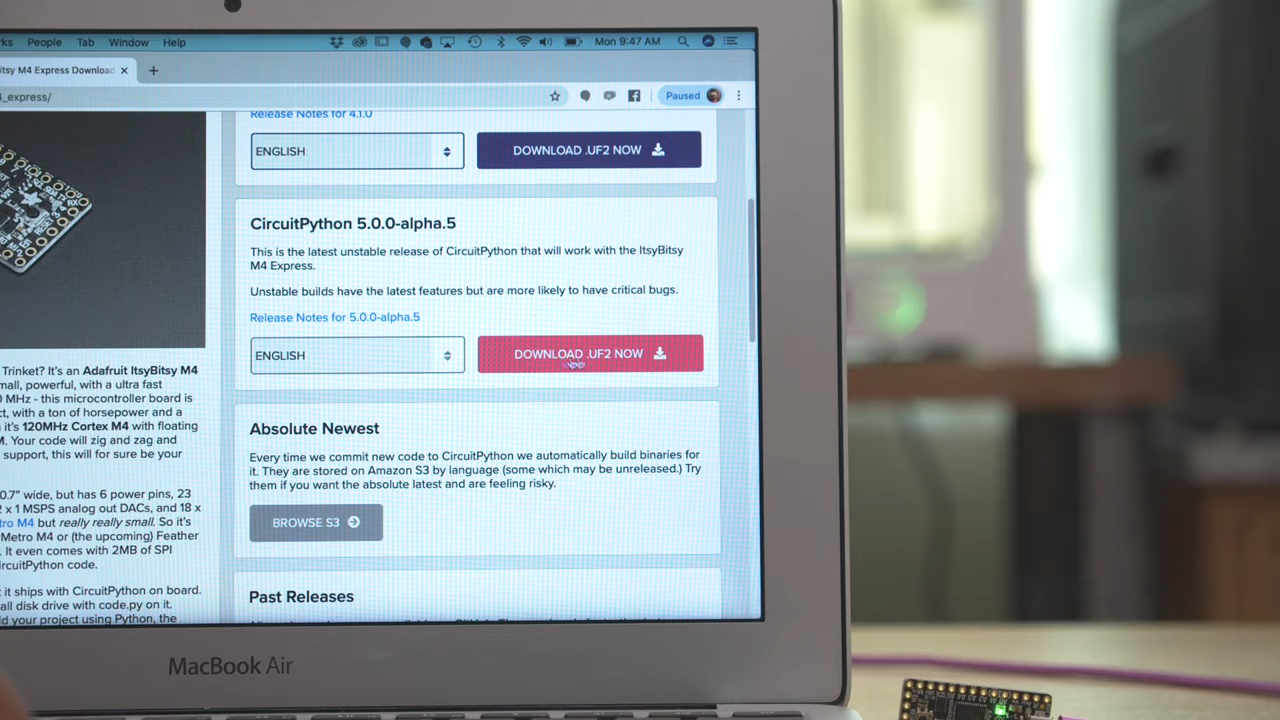 People Tab Window Help Mon 9:47 AM
Bitsy M4 Express Download
_express/
Paused
Release Notes for 4.1.0
ENGLISH
DOWNLOAD .UF2 NOW
CircuitPython 5.0.0-alpha.5
This is the latest unstable release of CircuitPython that will work with the ItsyBitsy
M4 Express.
Unstable builds have the latest features but are more likely to have critical bugs.
Release Notes for 5.0.0-alpha.5
ENGLISH
DOWNLOAD .UF2 NOW
Absolute Newest
Every time we commit new code to CircuitPython we automatically build binaries for
it. They are stored on Amazon S3 by language (some which may be unreleased.) Try
them if you want the absolute latest and are feeling risky.
BROWSE S3
Past Releases
Trinket? It's an Adafruit ItsyBitsy M4
mall, powerful, with a ultra fast
0 MHz - this microcontroller board is
ct, with a ton of horsepower and a
it's 120MHz Cortex M4 with floating
M. Your code will zig and zag and
support, this will for sure be your
0.7" wide, but has 6 power pins, 23
2 x 1 MSPS analog out DACs, and 18 x
tro M4 but really really small. So it's
Metro M4 or (the upcoming) Feather
. It even comes with 2MB of SPI
ircuitPython code.
it ships with CircuitPython on board.
all disk drive with code.py on it.
ld your project using Python, the
MacBook Air